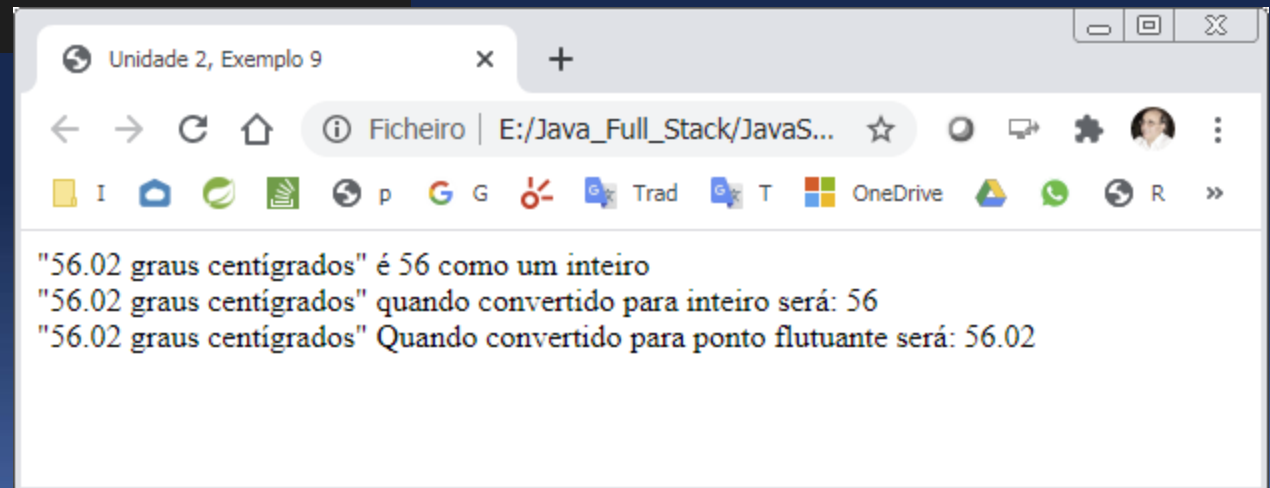 Unidade 2, Exemplo 9
Ficheiro E:/Java_Full_Stack/JavaS...
I p G G Trad G T OneDrive R »
"56.02 graus centígrados" é 56 como um inteiro
"56.02 graus centígrados" quando convertido para inteiro será: 56
"56.02 graus centígrados" Quando convertido para ponto flutuante será: 56.02